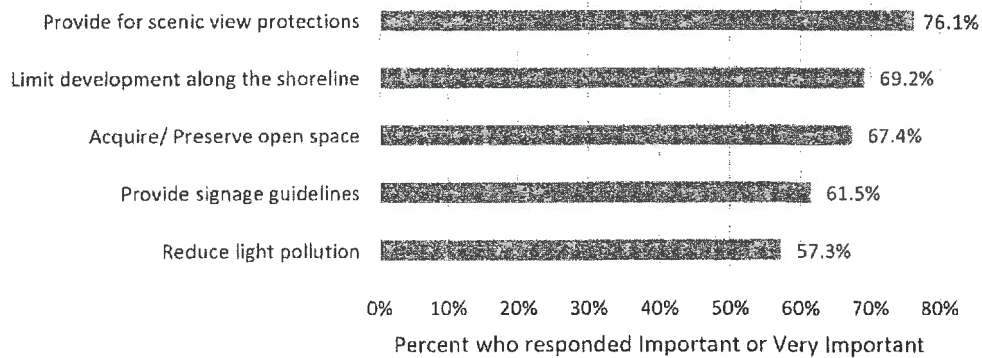 Provide for scenic view protections 76.1%
Limit development along the shoreline 69.2%
Acquire/ Preserve open space 67.4%
Provide signage guidelines 61.5%
Reduce light pollution 57.3%
0% 10% 20% 30% 40% 50% 60% 70% 80%
Percent who responded Important or Very Important